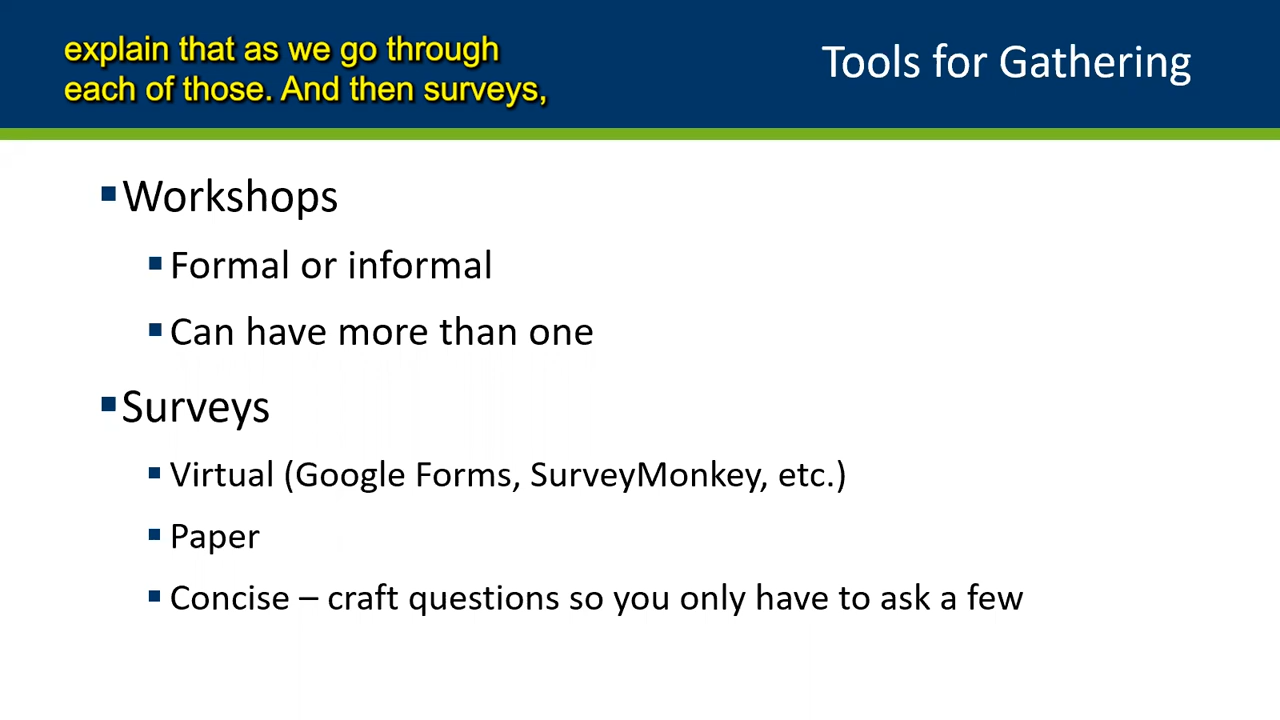 explain that as we go through
each of those. And then surveys,
Tools for Gathering
▪Workshops
▪Formal or informal
▪Can have more than one
▪Surveys
▪Virtual (Google Forms, SurveyMonkey, etc.)
▪Paper
▪Concise – craft questions so you only have to ask a few